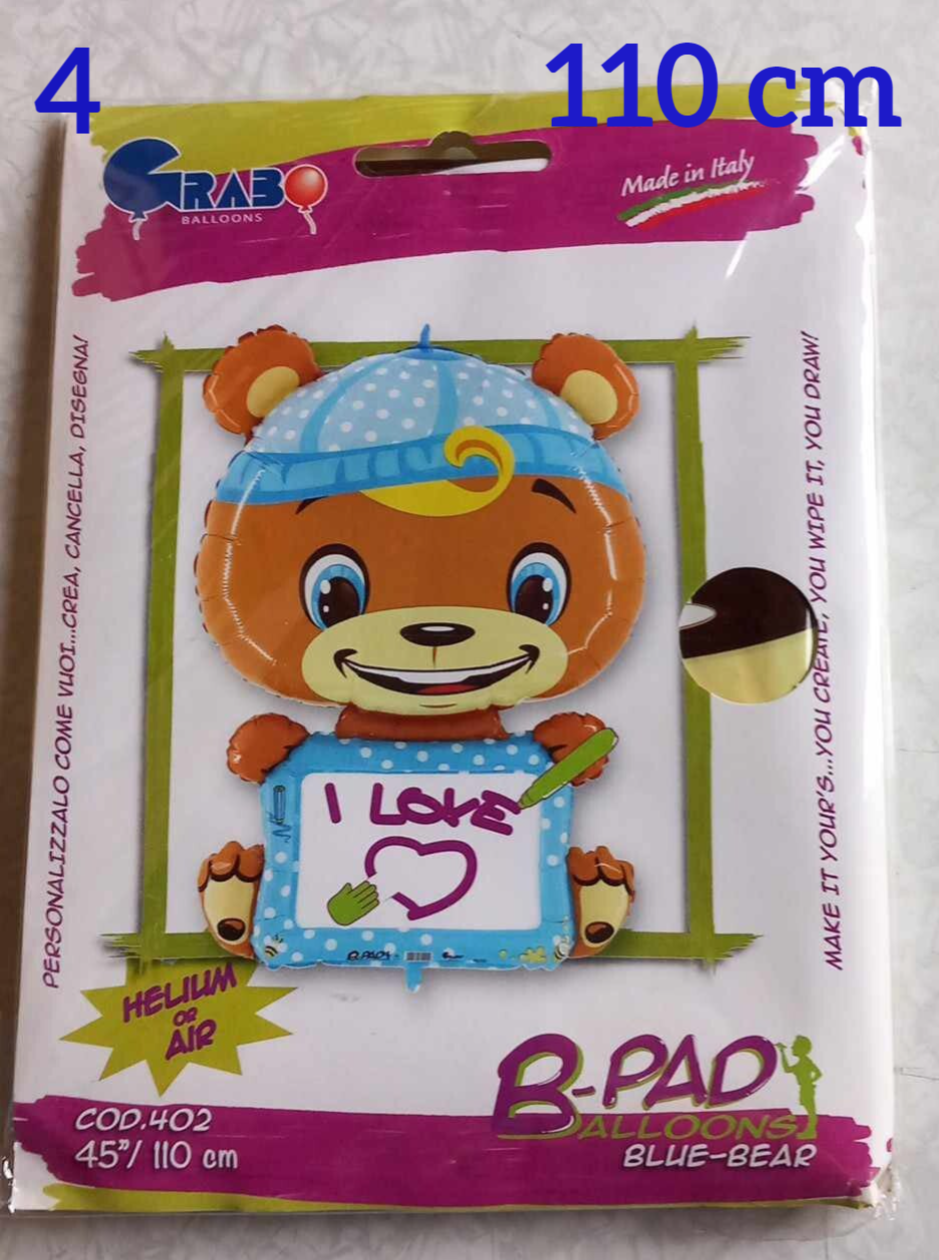 4
110 cm
GRABO
BALLOONS
Made in Italy
PERSONALIZZALO COME VUOI...CREA, CANCELLA, DISEGNA!
MAKE IT YOUR'S...YOU CREATE, YOU WIPE IT, YOU DRAW!
I LOVE
B-PAD
HELIUM
OR
AIR
B-PAD
BALLOONS
BLUE-BEAR
COD.402
45"/ 110 cm